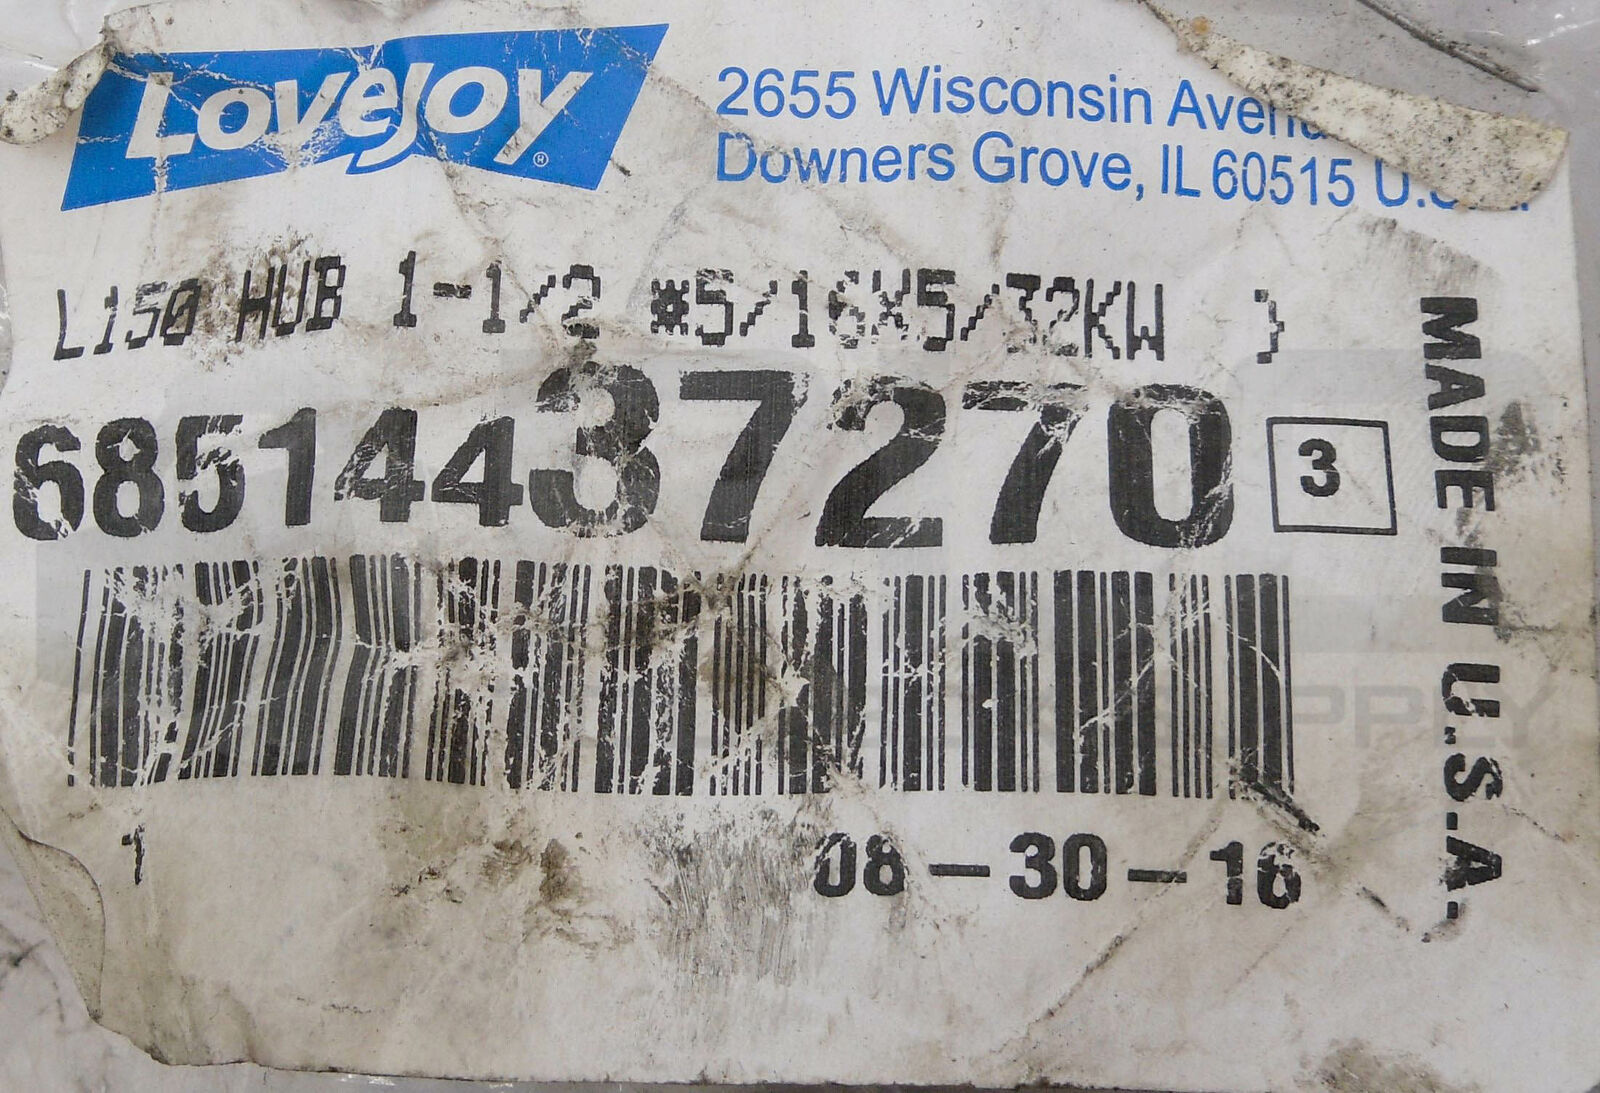 Lovejoy®
2655 Wisconsin
Downers Grove, IL 60515
L150 HUB 1-1/2 *5/16X5/32KW }
68514437270 3
MADE IN U.S.A.
1 08-30-16